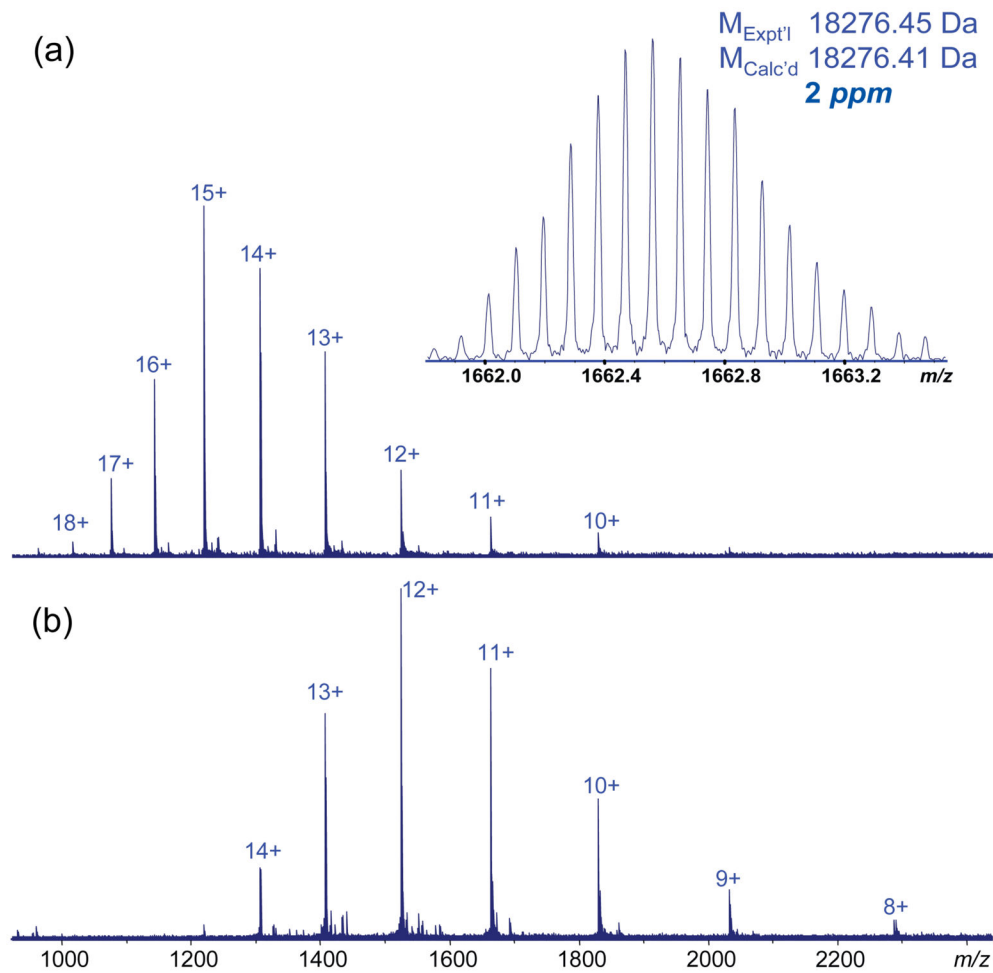 (a)
M_Expt'l 18276.45 Da
M_Calc'd 18276.41 Da
2 ppm
1662.0 1662.4 1662.8 1663.2 m/z
18+ 17+ 16+ 15+ 14+ 13+ 12+ 11+ 10+
(b)
14+ 13+ 12+ 11+ 10+ 9+ 8+
1000 1200 1400 1600 1800 2000 2200 m/z